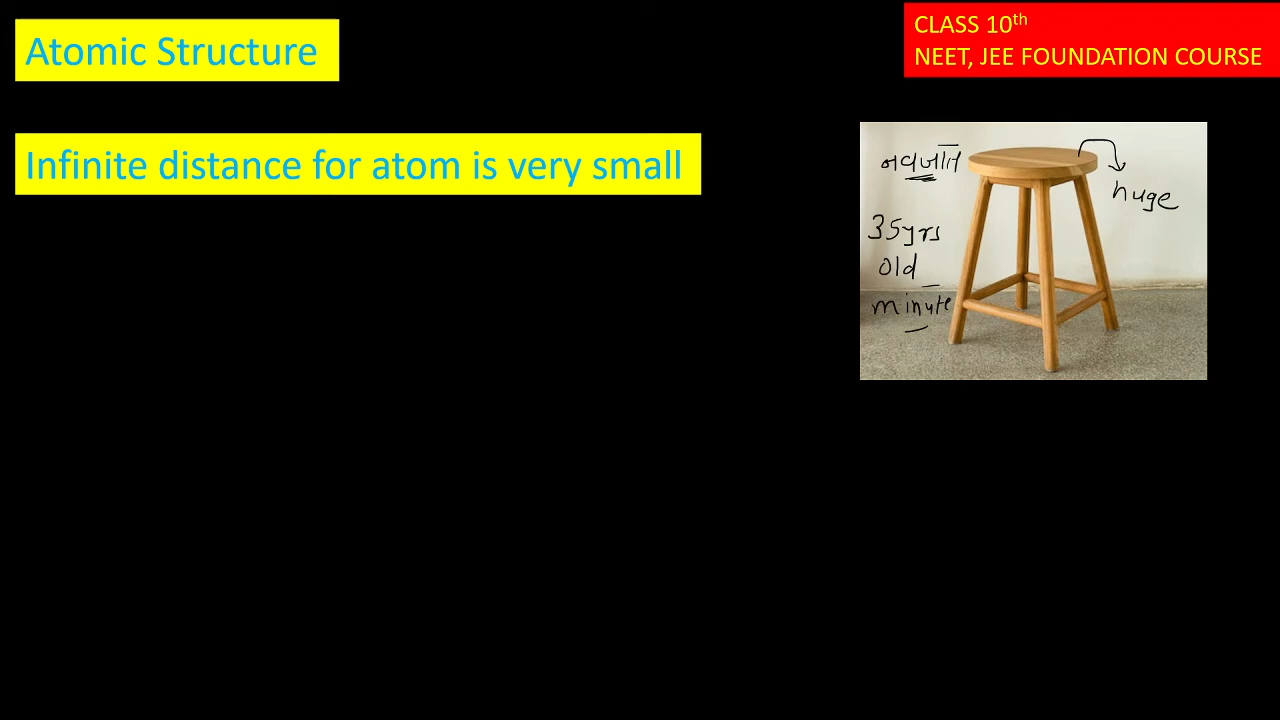 Atomic Structure
CLASS 10th
NEET, JEE FOUNDATION COURSE
Infinite distance for atom is very small
नवजात
huge
35yrs
old
minute